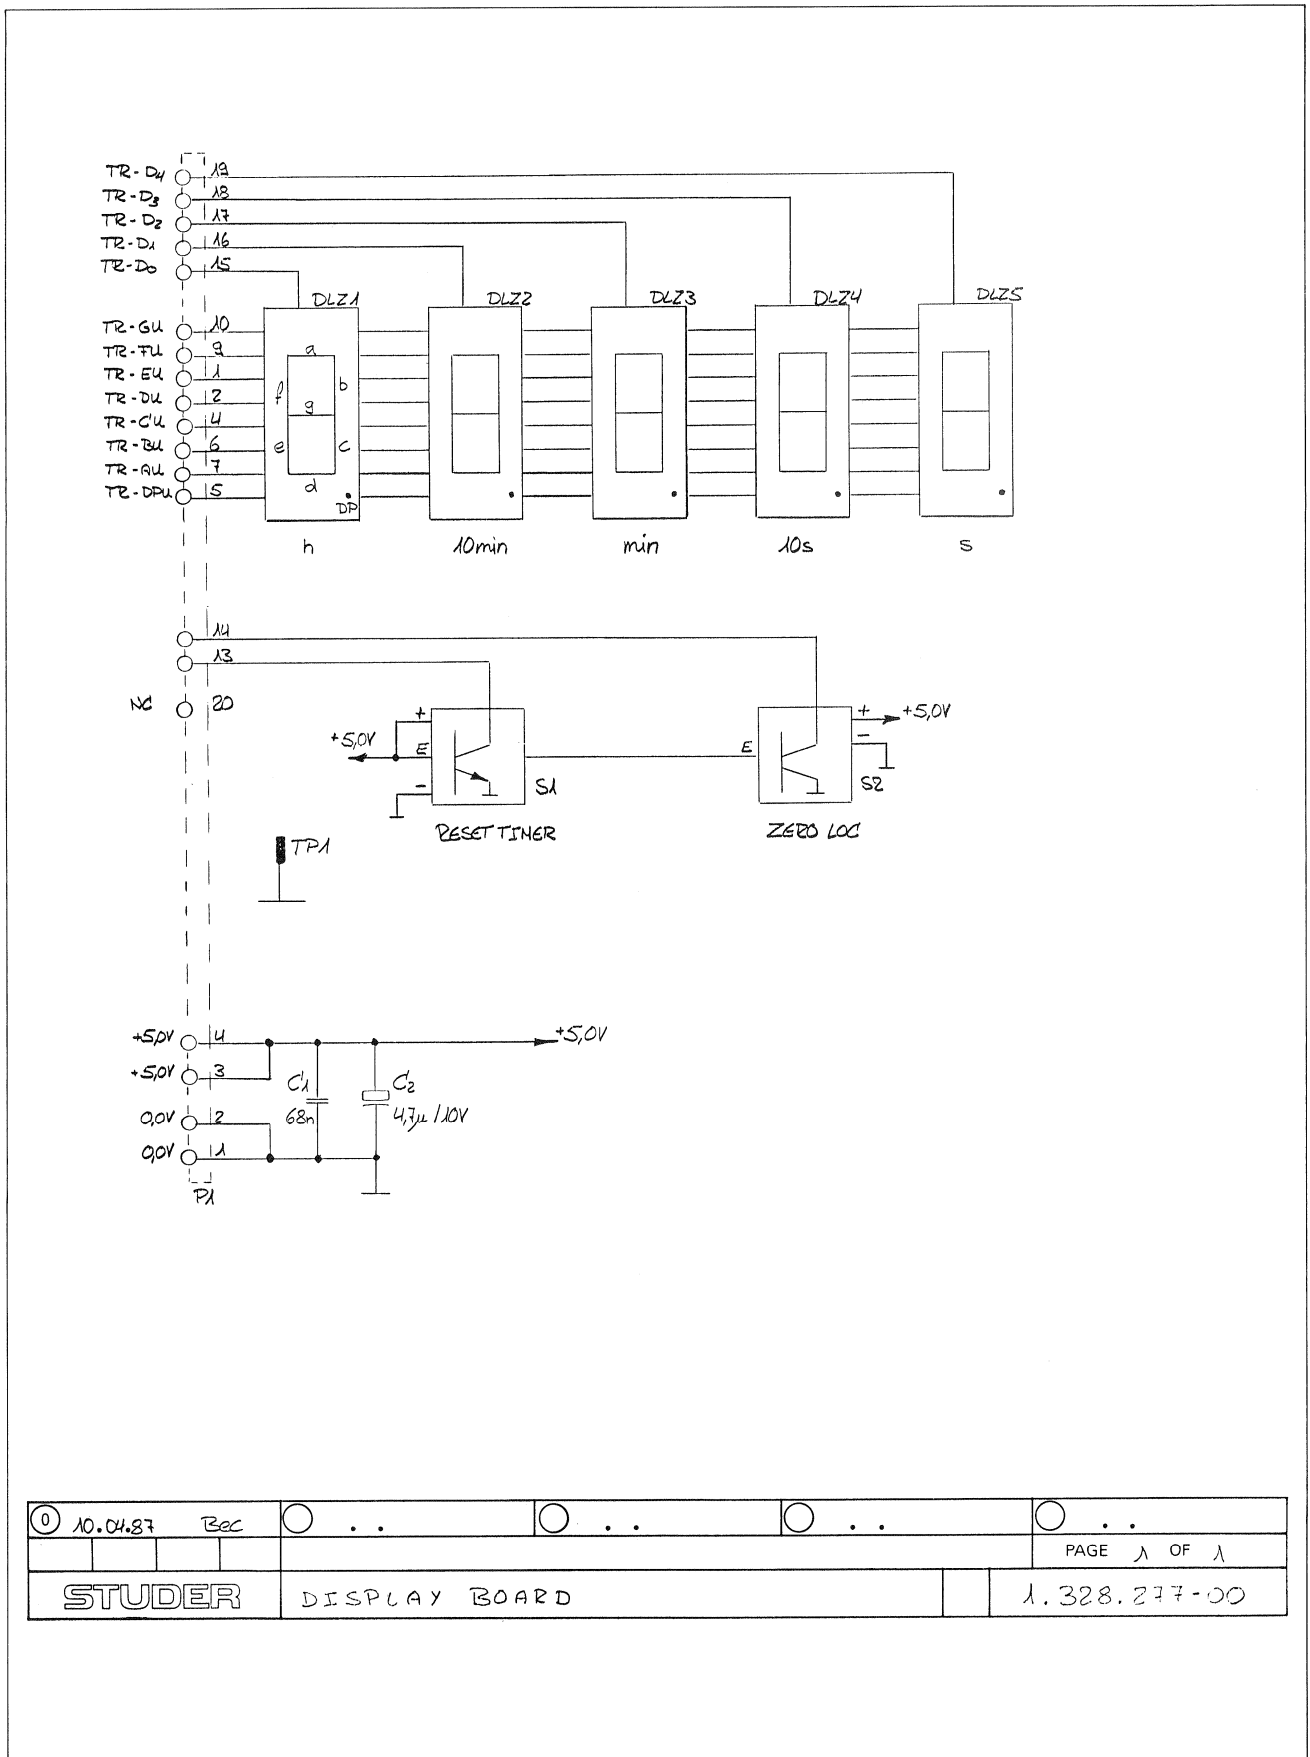 TR-D4 19
TR-D3 18
TR-D2 17
TR-D1 16
TR-D0 15
DLZ1 DLZ2 DLZ3 DLZ4 DLZ5
TR-GU 10
TR-FU 9
TR-EU 1
TR-DU 2
TR-CU 4
TR-BU 6
TR-AU 7
TR-DPU 5
a
f b
g
e c
d
DP
h 10min min 10s s
14
13
NC 20
+ + +5,0V
+5,0V E E -
- S1 S2
RESET TIMER ZERO LOC
TP1
+5,0V 4 +5,0V
+5,0V 3 C1 C2
0,0V 2 68n 4,7µ/10V
0,0V 1
P1
0 10.04.87 Bec . . . . . . . .
PAGE 1 OF 1
STUDER DISPLAY BOARD 1.328.277-00